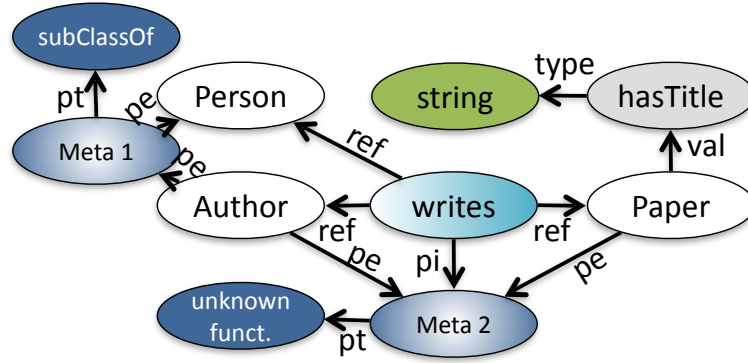 subClassOf
pt
pe
Person
string
type
hasTitle
Meta 1
pe
ref
val
Author
writes
Paper
ref
ref
pe
pi
pe
unknown
funct.
pt
Meta 2